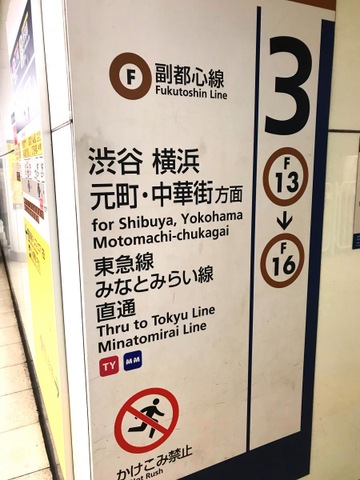 3
F 副都心線
Fukutoshin Line
F
13
渋谷 横浜
元町・中華街方面
for Shibuya, Yokohama
Motomachi-chukagai
F
16
東急線
みなとみらい線
直通
Thru to Tokyu Line
Minatomirai Line
TY MM
かけこみ禁止
Rush